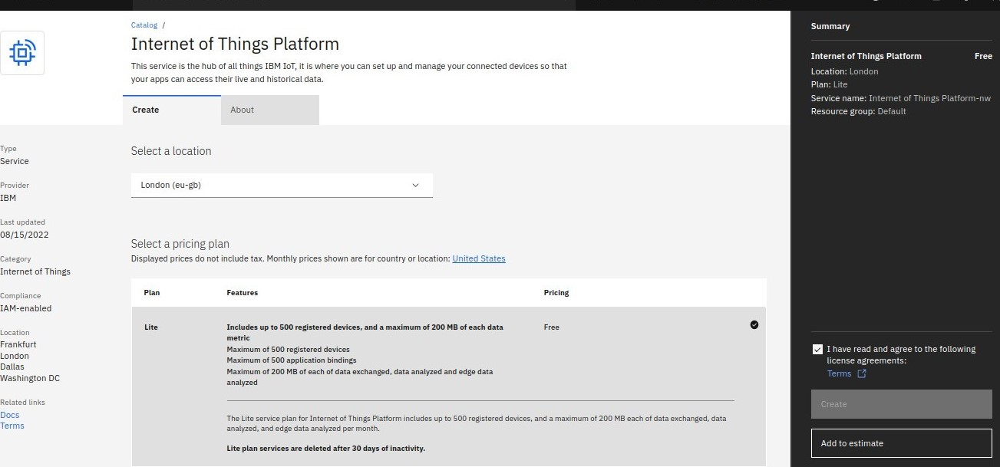 Catalog /
Internet of Things Platform
This service is the hub of all things IBM IoT, it is where you can set up and manage your connected devices so that
your apps can access their live and historical data.
Create
About
Type
Service
Provider
IBM
Last updated
08/15/2022
Category
Internet of Things
Compliance
IAM-enabled
Location
Frankfurt
London
Dallas
Washington DC
Related links
Docs
Terms
Select a location
London (eu-gb)
Select a pricing plan
Displayed prices do not include tax. Monthly prices shown are for country or location: United States
Plan Features Pricing
Lite
Includes up to 500 registered devices, and a maximum of 200 MB of each data
metric
Maximum of 500 registered devices
Maximum of 500 application bindings
Maximum of 200 MB of each of data exchanged, data analyzed and edge data
analyzed
Free
The Lite service plan for Internet of Things Platform includes up to 500 registered devices, and a maximum of 200 MB each of data exchanged, data
analyzed, and edge data analyzed per month.
Lite plan services are deleted after 30 days of inactivity.
Summary
Internet of Things Platform Free
Location: London
Plan: Lite
Service name: Internet of Things Platform-nw
Resource group: Default
I have read and agree to the following
license agreements:
Terms
Create
Add to estimate